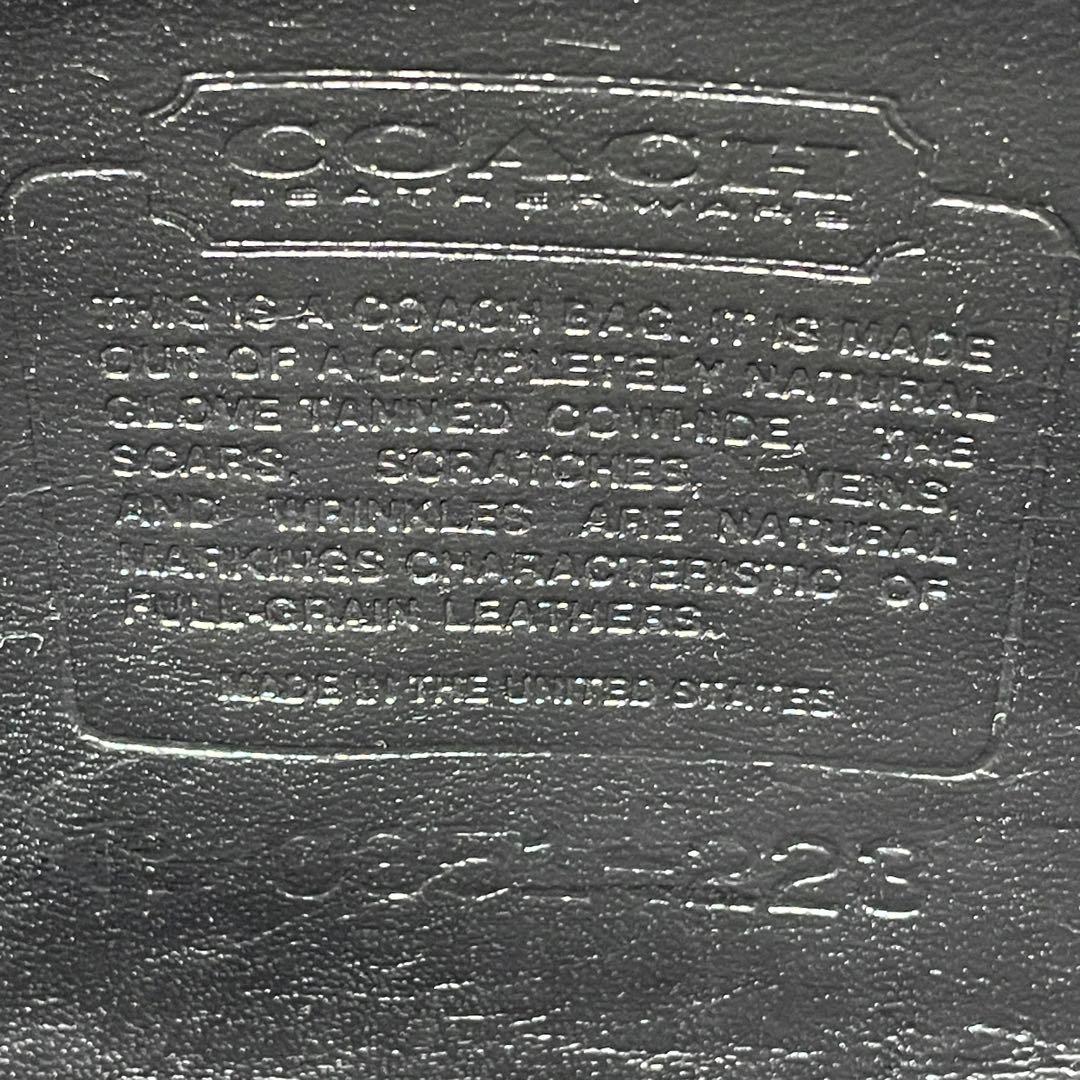 COACH
LEATHERWARE
THIS IS A COACH BAG. IT IS MADE
OUT OF A COMPLETELY NATURAL
GLOVE TANNED COWHIDE. THE
SCARS, SCRATCHES, VEINS,
AND WRINKLES ARE NATURAL
MARKINGS CHARACTERISTIC OF
FULL-GRAIN LEATHERS.
MADE IN THE UNITED STATES